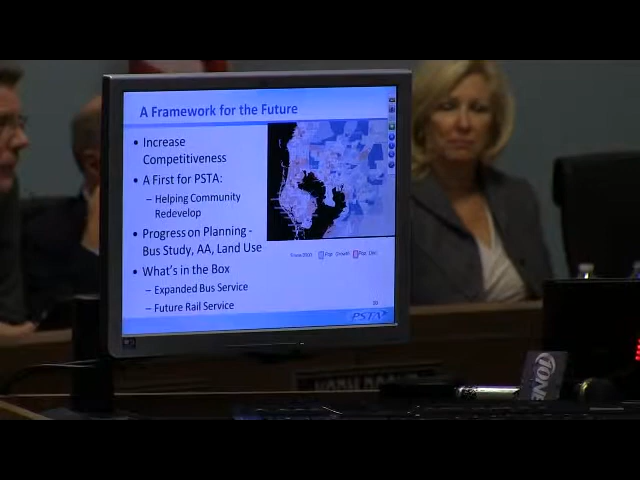 A Framework for the Future
• Increase
Competitiveness
• A First for PSTA:
– Helping Community
Redevelop
• Progress on Planning -
Bus Study, AA, Land Use
• What's in the Box
– Expanded Bus Service
– Future Rail Service
PSTA